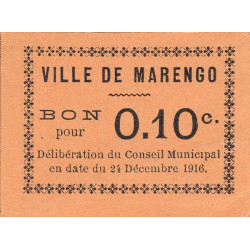 VILLE DE MARENGO
BON
pour
0.10c.
Délibération du Conseil Municipal
en date du 24 Décembre 1916.